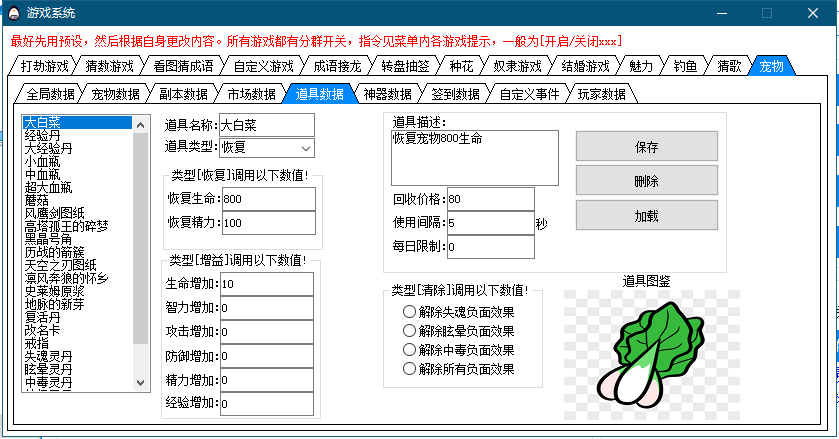 游戏系统
最好先用预设，然后根据自身更改内容。所有游戏都有分群开关，指令见菜单内各游戏提示，一般为[开启/关闭xxx]
打劫游戏 猜数游戏 看图猜成语 自定义游戏 成语接龙 转盘抽签 种花 奴隶游戏 结婚游戏 魅力 钓鱼 猜歌 宠物
全局数据 宠物数据 副本数据 市场数据 道具数据 神器数据 签到数据 自定义事件 玩家数据
大白菜
经验丹
大经验丹
小血瓶
中血瓶
超大血瓶
蘑菇
风鹰剑图纸
高塔孤王的碎梦
黑晶号角
历战的箭簇
天空之刃图纸
凛风奔狼的怀乡
史莱姆原浆
地脉的新芽
复活丹
改名卡
戒指
失魂灵丹
眩晕灵丹
中毒灵丹
道具名称:大白菜
道具类型:恢复
类型[恢复]调用以下数值!
恢复生命:800
恢复精力:100
类型[增益]调用以下数值!
生命增加:10
智力增加:0
攻击增加:0
防御增加:0
精力增加:0
经验增加:0
道具描述:
恢复宠物800生命
回收价格:80
使用间隔:5秒
每日限制:0
类型[清除]调用以下数值!
解除失魂负面效果
解除眩晕负面效果
解除中毒负面效果
解除所有负面效果
保存
删除
加载
道具图鉴